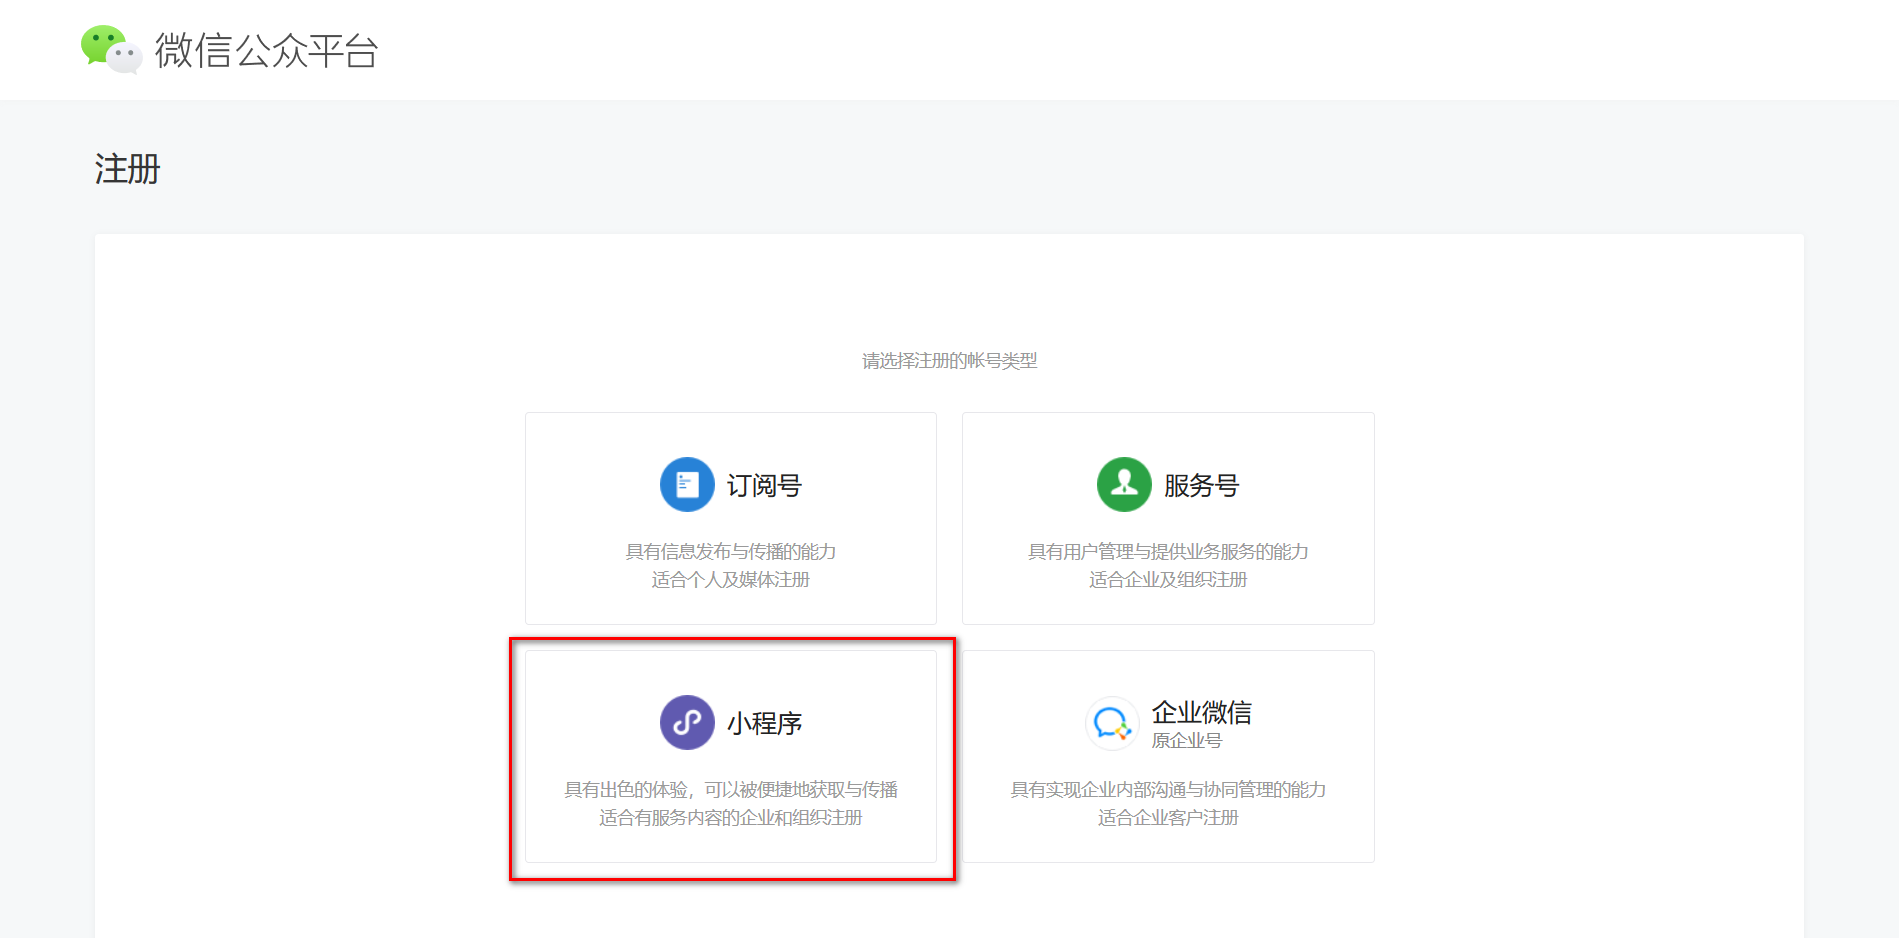 微信公众平台
注册
请选择注册的帐号类型
订阅号
具有信息发布与传播的能力
适合个人及媒体注册
服务号
具有用户管理与提供业务服务的能力
适合企业及组织注册
小程序
具有出色的体验，可以被便捷地获取与传播
适合有服务内容的企业和组织注册
企业微信
原企业号
具有实现企业内部沟通与协同管理的能力
适合企业客户注册